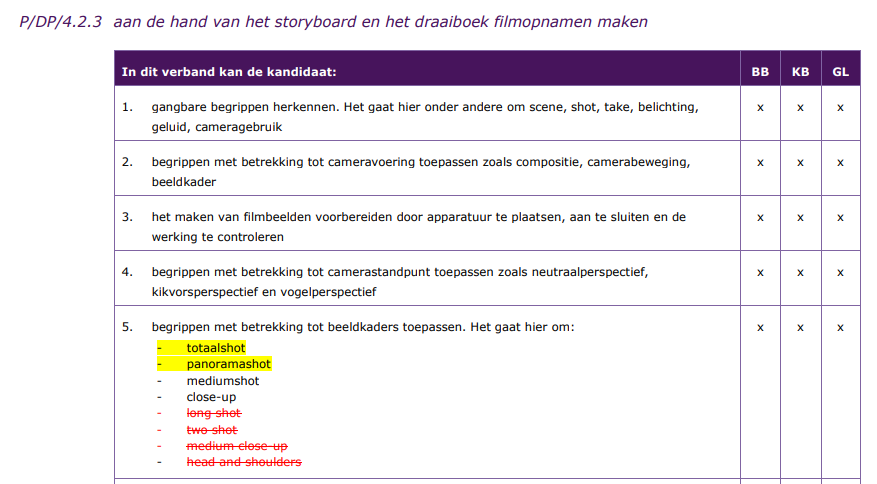 P/DP/4.2.3 aan de hand van het storyboard en het draaiboek filmopnamen maken
In dit verband kan de kandidaat: BB KB GL
1. gangbare begrippen herkennen. Het gaat hier onder andere om scene, shot, take, belichting, x x x
geluid, cameragebruik
2. begrippen met betrekking tot cameravoering toepassen zoals compositie, camerabeweging, x x x
beeldkader
3. het maken van filmbeelden voorbereiden door apparatuur te plaatsen, aan te sluiten en de x x x
werking te controleren
4. begrippen met betrekking tot camerastandpunt toepassen zoals neutraalperspectief, x x x
kikvorsperspectief en vogelperspectief
5. begrippen met betrekking tot beeldkaders toepassen. Het gaat hier om: x x x
- totaalshot
- panoramashot
- mediumshot
- close-up
- long shot
- two shot
- medium close-up
- head and shoulders